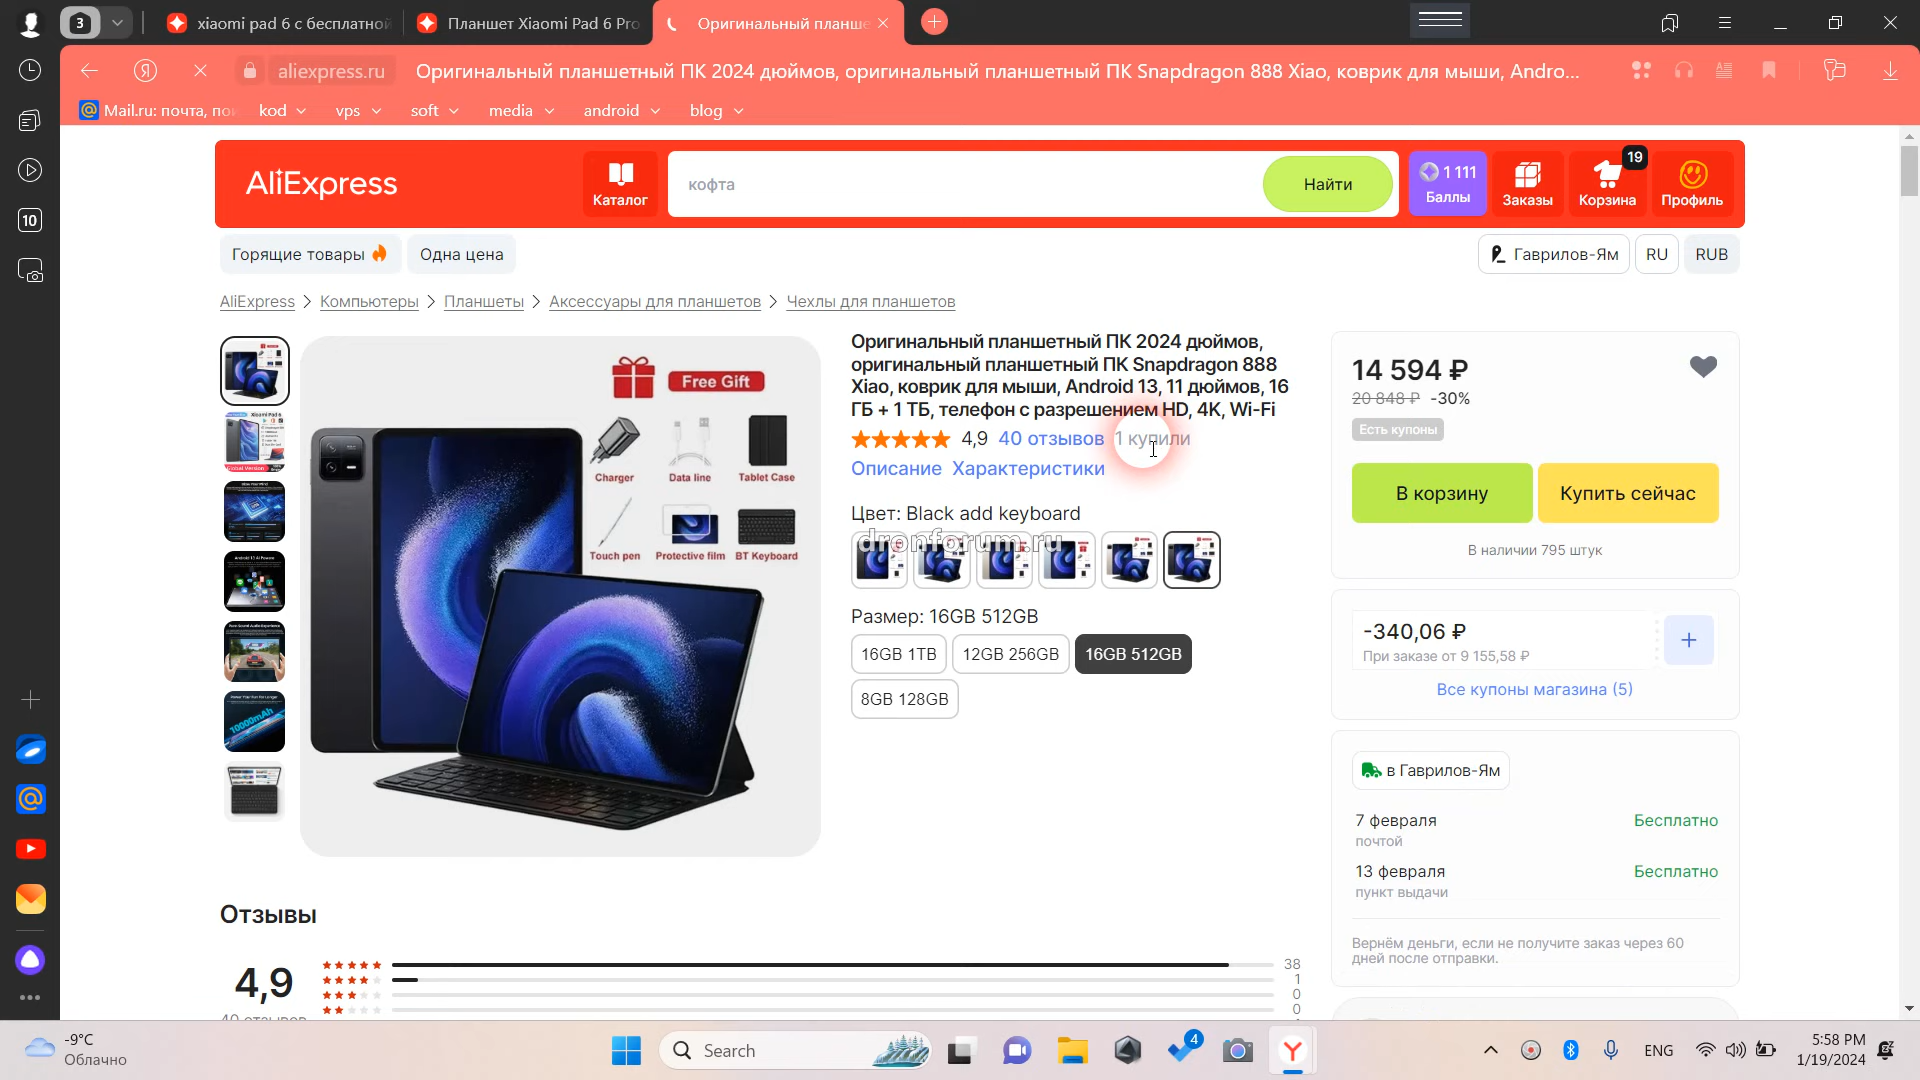 3
xiaomi pad 6 с бесплатной
Планшет Xiaomi Pad 6 Pro
Оригинальный планше
aliexpress.ru
Оригинальный планшетный ПК 2024 дюймов, оригинальный планшетный ПК Snapdragon 888 Xiao, коврик для мыши, Andro...
Mail.ru: почта, по
kod
vps
soft
media
android
blog
10
AliExpress
Каталог
кофта
Найти
1 111
Баллы
Заказы
19
Корзина
Профиль
Горящие товары
Одна цена
Гаврилов-Ям
RU
RUB
AliExpress > Компьютеры > Планшеты > Аксессуары для планшетов > Чехлы для планшетов
Free Gift
Charger
Data line
Tablet Case
Touch pen
Protective film
BT Keyboard
Оригинальный планшетный ПК 2024 дюймов,
оригинальный планшетный ПК Snapdragon 888
Xiao, коврик для мыши, Android 13, 11 дюймов, 16
ГБ + 1 ТБ, телефон с разрешением HD, 4K, Wi-Fi
4,9 40 отзывов 1 купили
Описание Характеристики
Цвет: Black add keyboard
dronforum.ru
Размер: 16GB 512GB
16GB 1TB
12GB 256GB
16GB 512GB
8GB 128GB
14 594 ₽
20 848 ₽ -30%
Есть купоны
В корзину
Купить сейчас
В наличии 795 штук
-340,06 ₽
При заказе от 9 155,58 ₽
+
Все купоны магазина (5)
в Гаврилов-Ям
7 февраля Бесплатно
почтой
13 февраля Бесплатно
пункт выдачи
Вернём деньги, если не получите заказ через 60
дней после отправки.
Отзывы
4,9
40 отзывов
38
1
0
0
-9°C
Облачно
Search
4
ENG
5:58 PM
1/19/2024